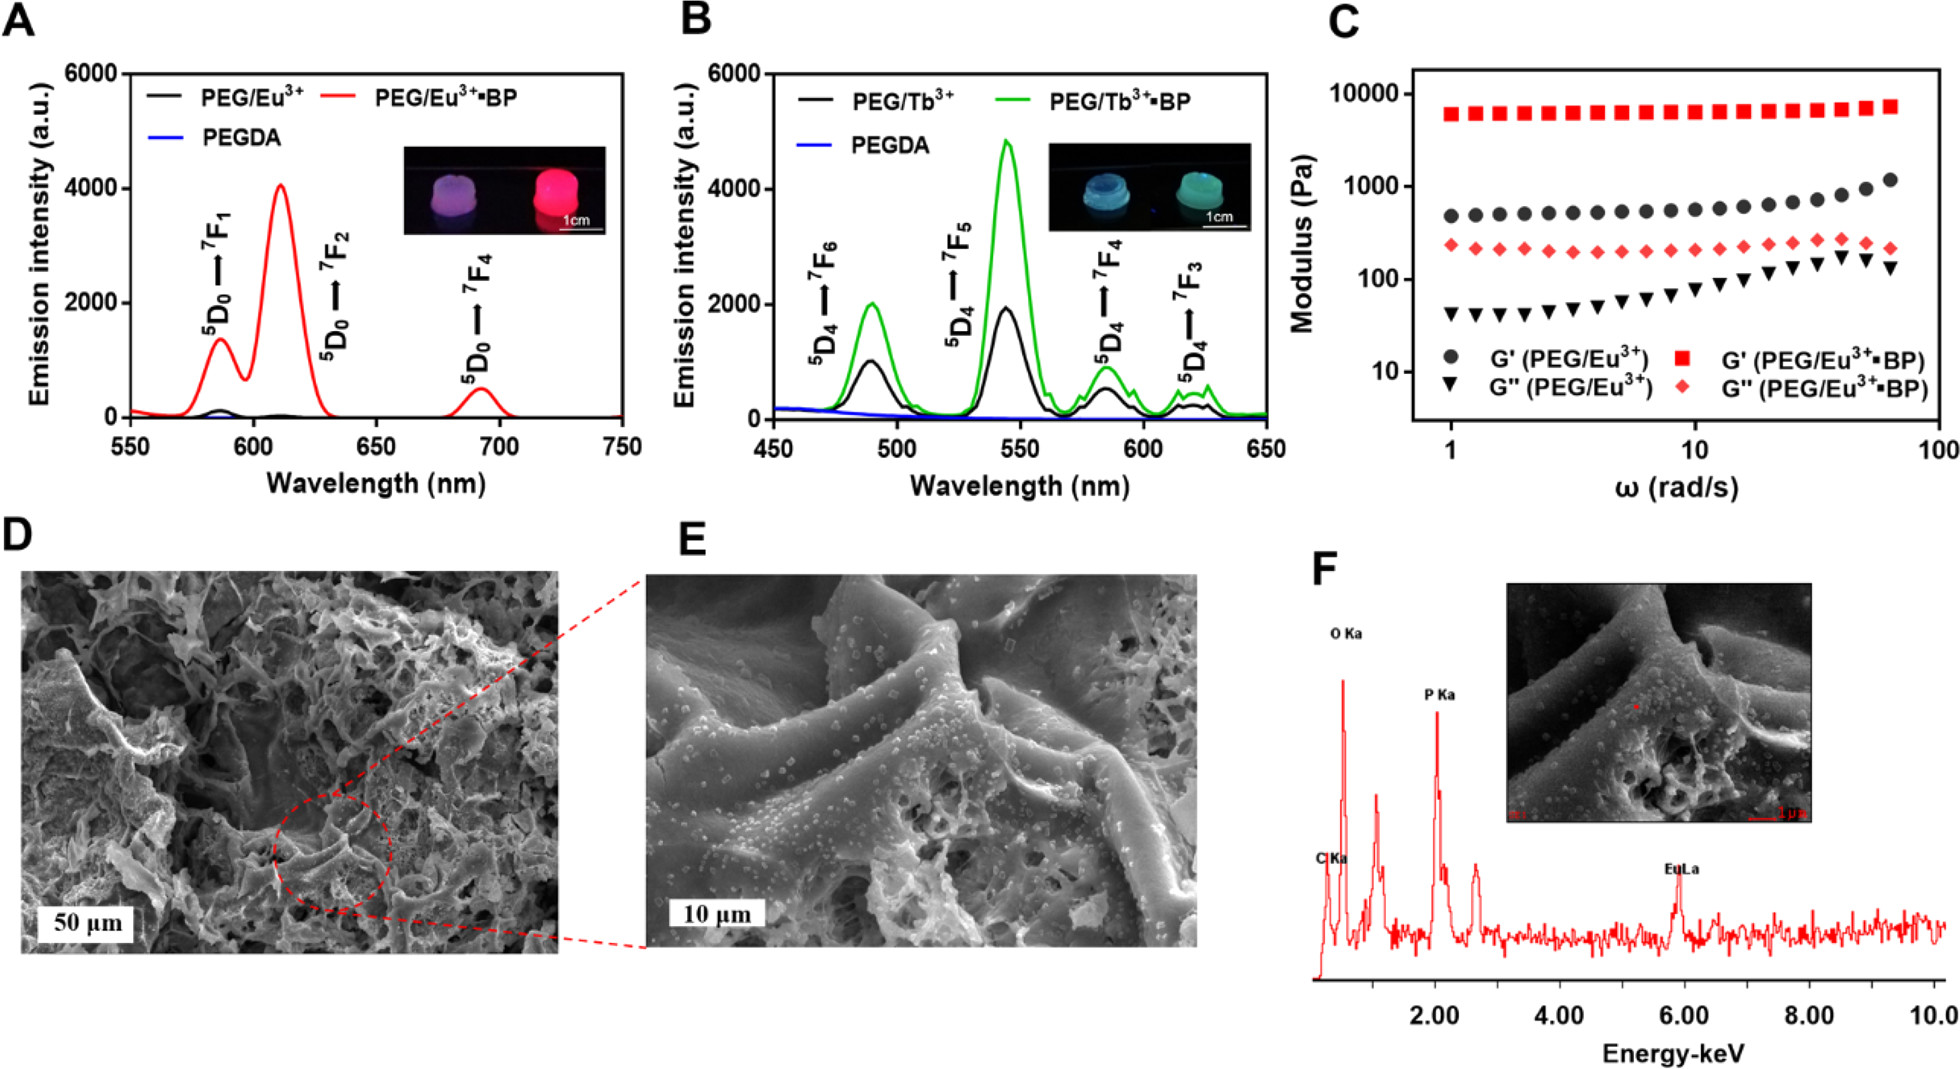 A
6000
4000
2000
0
550
600
650
700
750
Emission intensity (a.u.)
Wavelength (nm)
PEG/Eu³⁺
PEG/Eu³⁺▪BP
PEGDA
1cm
⁵D₀ → ⁷F₁
⁵D₀ → ⁷F₂
⁵D₀ → ⁷F₄
B
6000
4000
2000
0
450
500
550
600
650
Emission intensity (a.u.)
Wavelength (nm)
PEG/Tb³⁺
PEG/Tb³⁺▪BP
PEGDA
1cm
⁵D₄ → ⁷F₆
⁵D₄ → ⁷F₅
⁵D₄ → ⁷F₄
⁵D₄ → ⁷F₃
C
10000
1000
100
10
1
10
100
Modulus (Pa)
ω (rad/s)
G' (PEG/Eu³⁺)
G' (PEG/Eu³⁺▪BP)
G'' (PEG/Eu³⁺)
G'' (PEG/Eu³⁺▪BP)
D
50 μm
E
10 μm
F
O Ka
P Ka
C Ka
EuLa
1μm
2.00
4.00
6.00
8.00
10.0
Energy-keV